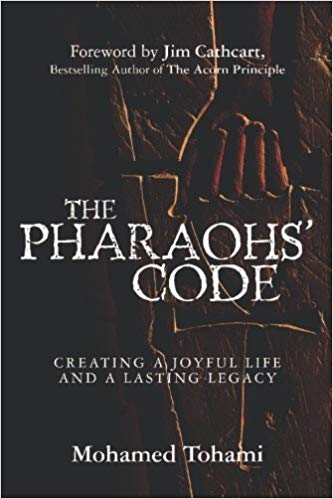 Foreword by Jim Cathcart,
Bestselling Author of The Acorn Principle
THE
PHARAOHS'
CODE
CREATING A JOYFUL LIFE
AND A LASTING LEGACY
Mohamed Tohami